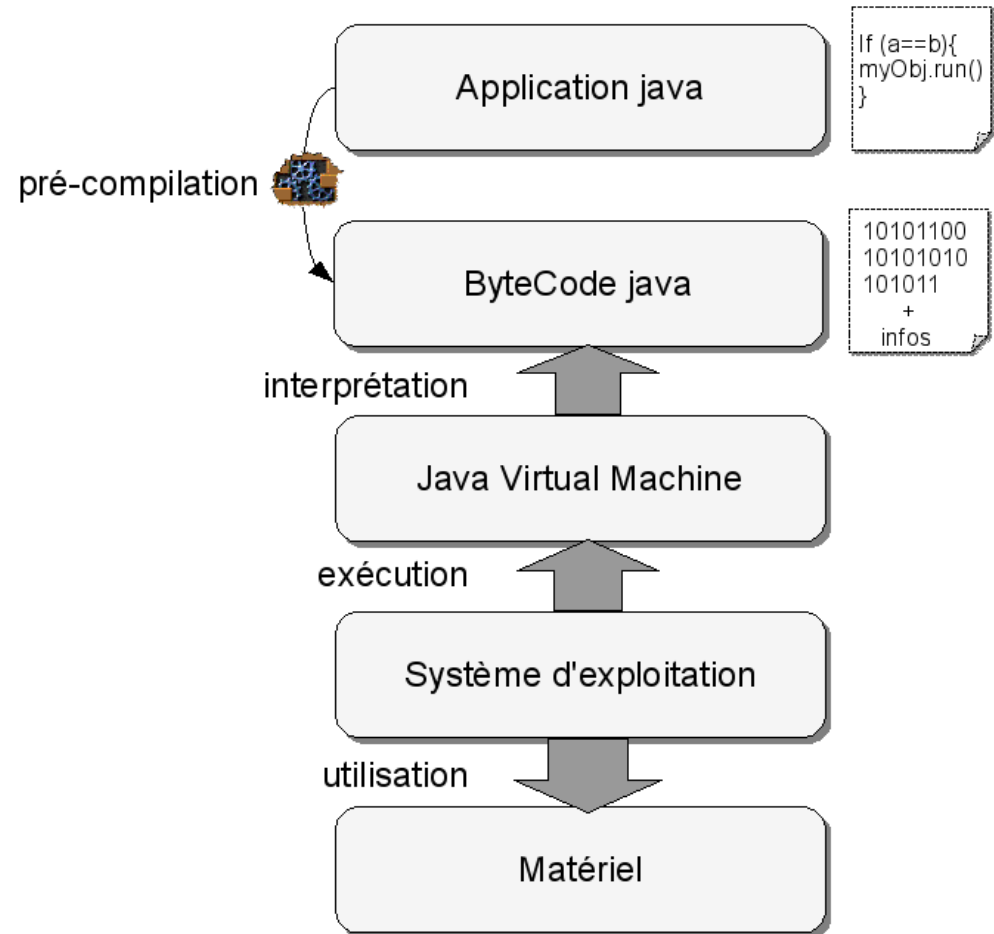 Application java
If (a==b){
myObj.run()
}
pré-compilation
ByteCode java
10101100
10101010
101011
+
infos
interprétation
Java Virtual Machine
exécution
Système d'exploitation
utilisation
Matériel